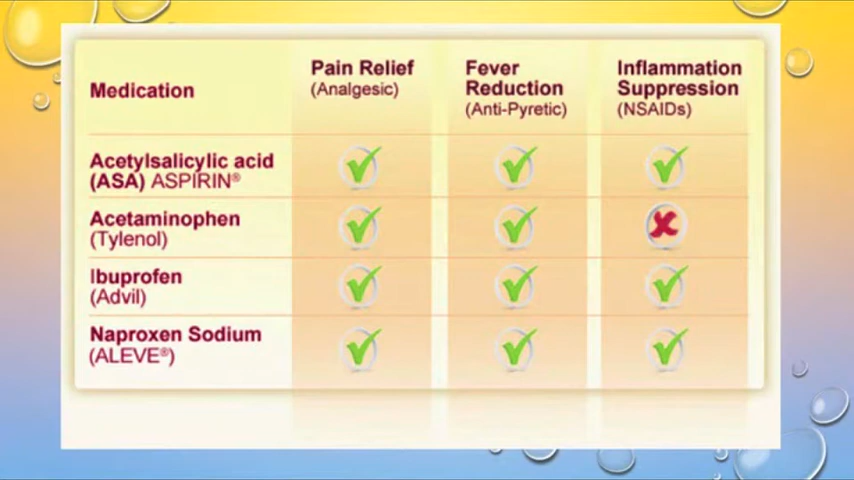 Medication
Pain Relief
(Analgesic)
Fever
Reduction
(Anti-Pyretic)
Inflammation
Suppression
(NSAIDs)
Acetylsalicylic acid
(ASA) ASPIRIN®
Acetaminophen
(Tylenol)
Ibuprofen
(Advil)
Naproxen Sodium
(ALEVE®)